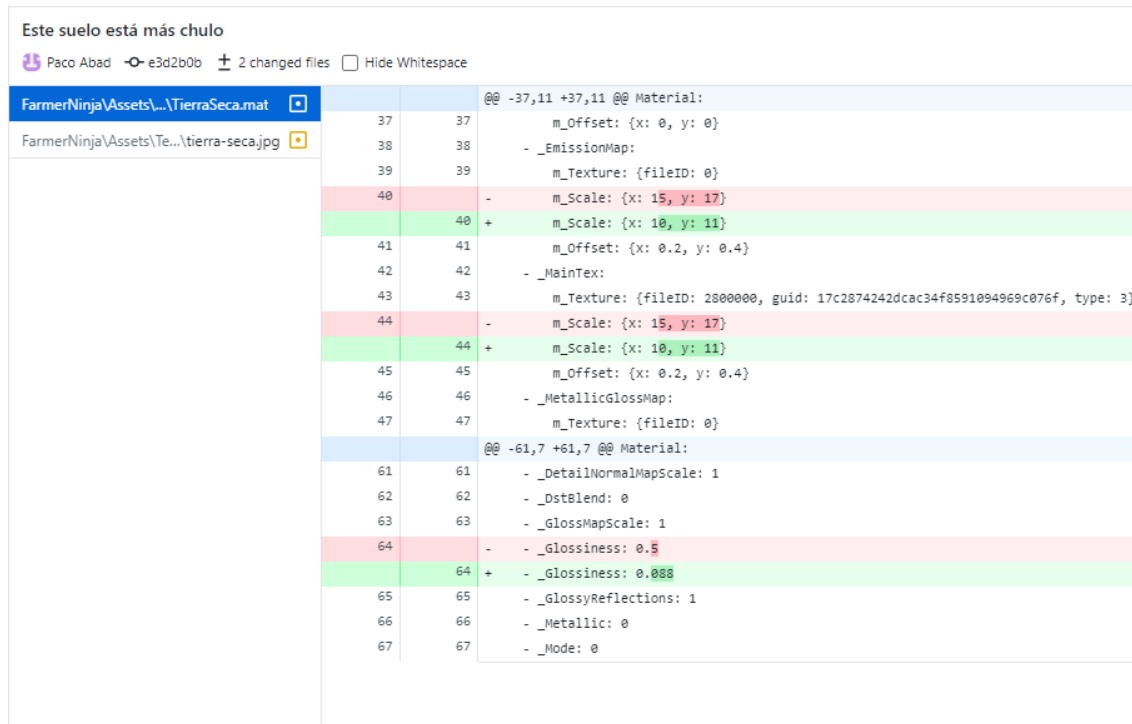 Este suelo está más chulo
Paco Abad e3d2b0b 2 changed files Hide Whitespace
FarmerNinja\Assets\...\TierraSeca.mat
FarmerNinja\Assets\Te...\tierra-seca.jpg
@@ -37,11 +37,11 @@ Material:
37 37 m_Offset: {x: 0, y: 0}
38 38 - _EmissionMap:
39 39 m_Texture: {fileID: 0}
40 - m_Scale: {x: 15, y: 17}
40 + m_Scale: {x: 10, y: 11}
41 41 m_Offset: {x: 0.2, y: 0.4}
42 42 - _MainTex:
43 43 m_Texture: {fileID: 2800000, guid: 17c2874242dcac34f8591094969c076f, type: 3}
44 - m_Scale: {x: 15, y: 17}
44 + m_Scale: {x: 10, y: 11}
45 45 m_Offset: {x: 0.2, y: 0.4}
46 46 - _MetallicGlossMap:
47 47 m_Texture: {fileID: 0}
@@ -61,7 +61,7 @@ Material:
61 61 - _DetailNormalMapScale: 1
62 62 - _DstBlend: 0
63 63 - _GlossMapScale: 1
64 - - _Glossiness: 0.5
64 + - _Glossiness: 0.088
65 65 - _GlossyReflections: 1
66 66 - _Metallic: 0
67 67 - _Mode: 0